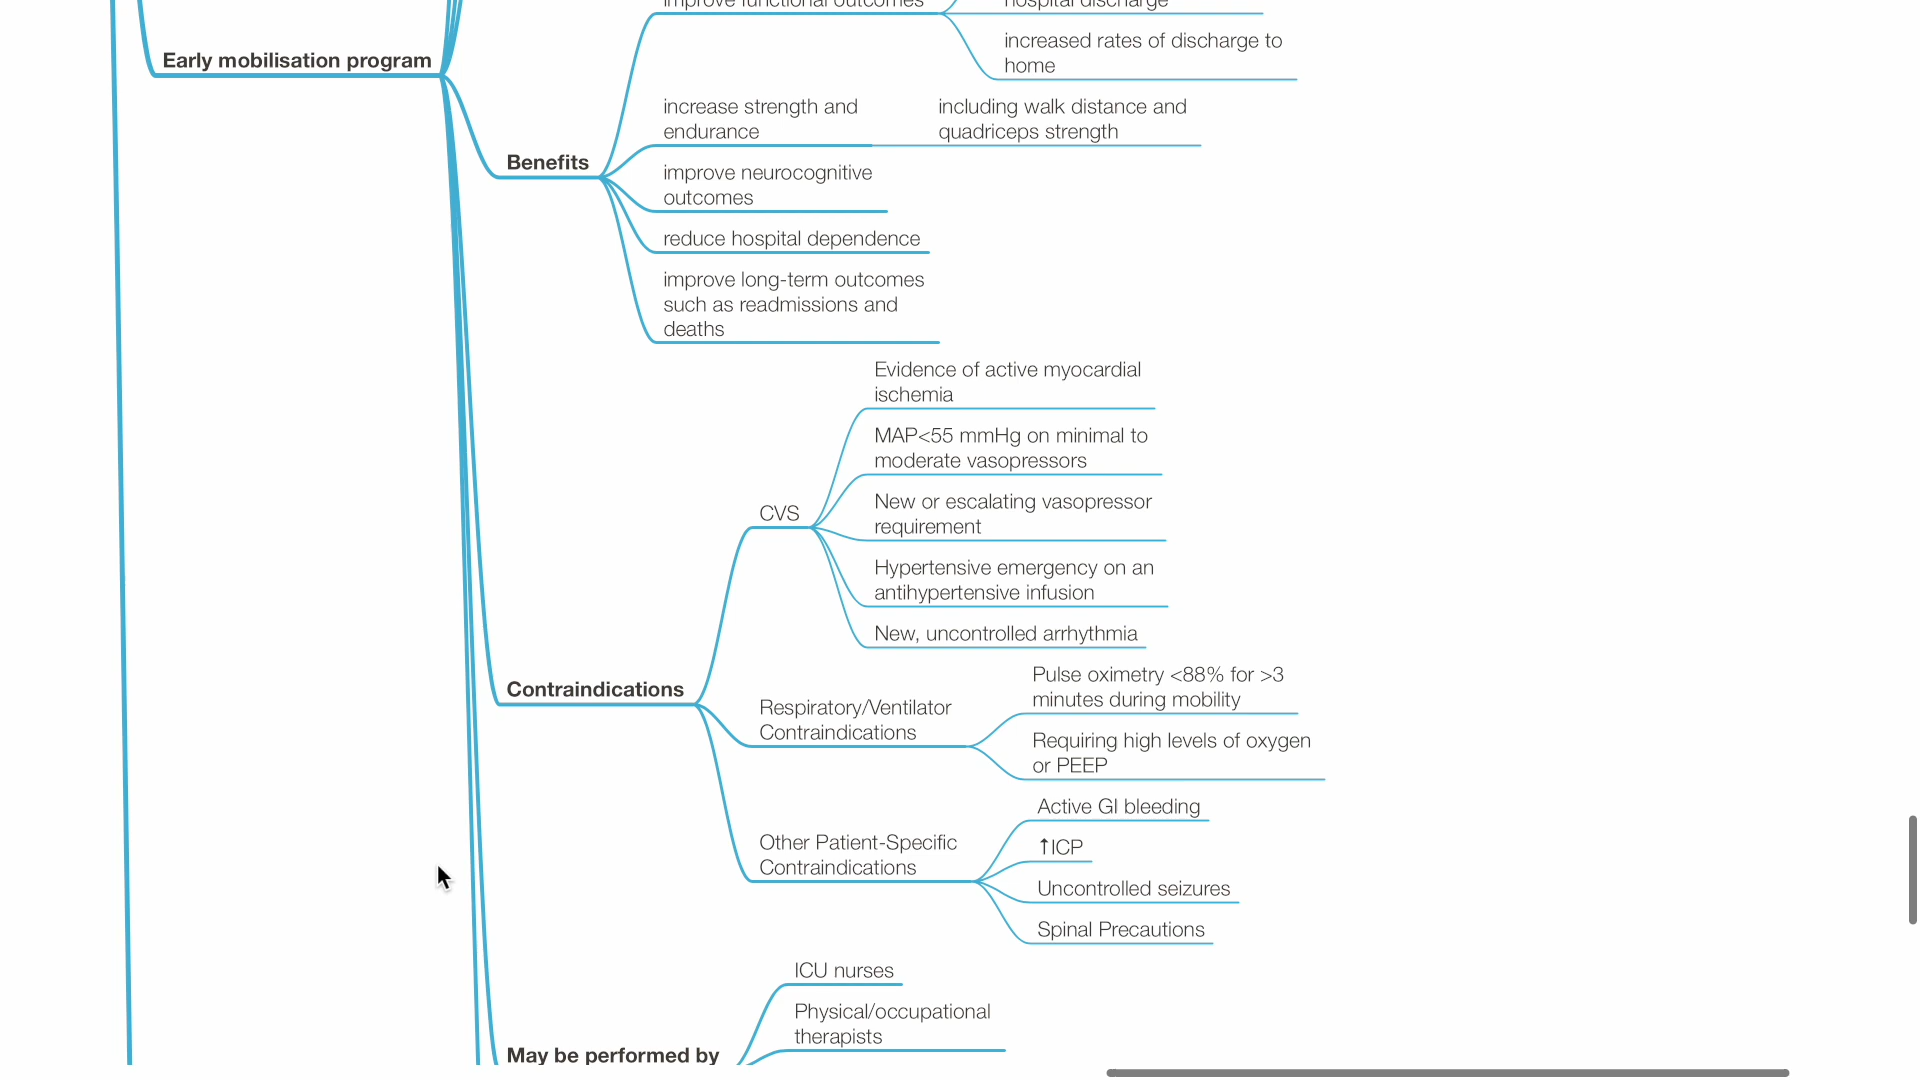 improve functional outcomes
hospital discharge
increased rates of discharge to
home
Early mobilisation program
increase strength and
endurance
including walk distance and
quadriceps strength
Benefits
improve neurocognitive
outcomes
reduce hospital dependence
improve long-term outcomes
such as readmissions and
deaths
Evidence of active myocardial
ischemia
MAP<55 mmHg on minimal to
moderate vasopressors
CVS
New or escalating vasopressor
requirement
Hypertensive emergency on an
antihypertensive infusion
New, uncontrolled arrhythmia
Contraindications
Respiratory/Ventilator
Contraindications
Pulse oximetry <88% for >3
minutes during mobility
Requiring high levels of oxygen
or PEEP
Other Patient-Specific
Contraindications
Active GI bleeding
↑ICP
Uncontrolled seizures
Spinal Precautions
ICU nurses
Physical/occupational
therapists
May be performed by